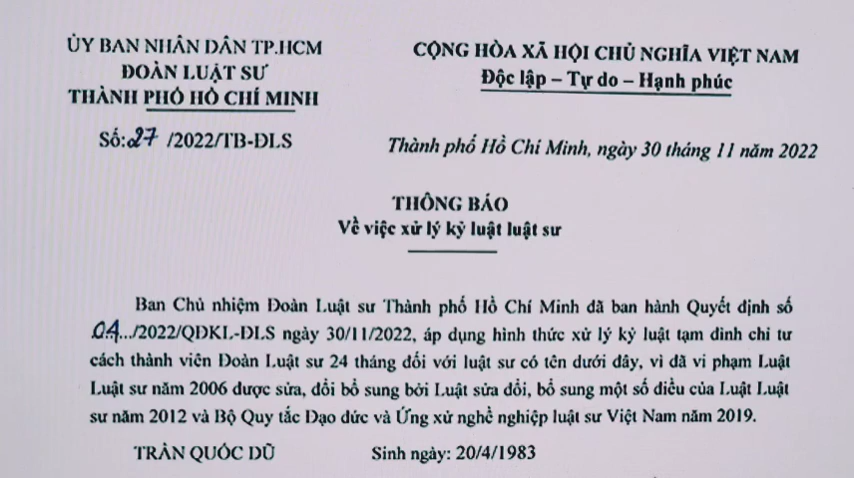 ỦY BAN NHÂN DÂN TP.HCM
ĐOÀN LUẬT SƯ
THÀNH PHỐ HỒ CHÍ MINH
Số:27 /2022/TB-ĐLS
CỘNG HÒA XÃ HỘI CHỦ NGHĨA VIỆT NAM
Độc lập – Tự do – Hạnh phúc
Thành phố Hồ Chí Minh, ngày 30 tháng 11 năm 2022
THÔNG BÁO
Về việc xử lý kỷ luật luật sư
Ban Chủ nhiệm Đoàn Luật sư Thành phố Hồ Chí Minh đã ban hành Quyết định số
04.../2022/QĐKL-ĐLS ngày 30/11/2022, áp dụng hình thức xử lý kỷ luật tạm đình chỉ tư
cách thành viên Đoàn Luật sư 24 tháng đối với luật sư có tên dưới đây, vì đã vi phạm Luật
Luật sư năm 2006 được sửa, đổi bổ sung bởi Luật sửa đổi, bổ sung một số điều của Luật Luật
sư năm 2012 và Bộ Quy tắc Đạo đức và Ứng xử nghề nghiệp luật sư Việt Nam năm 2019.
TRẦN QUỐC DŨ Sinh ngày: 20/4/1983